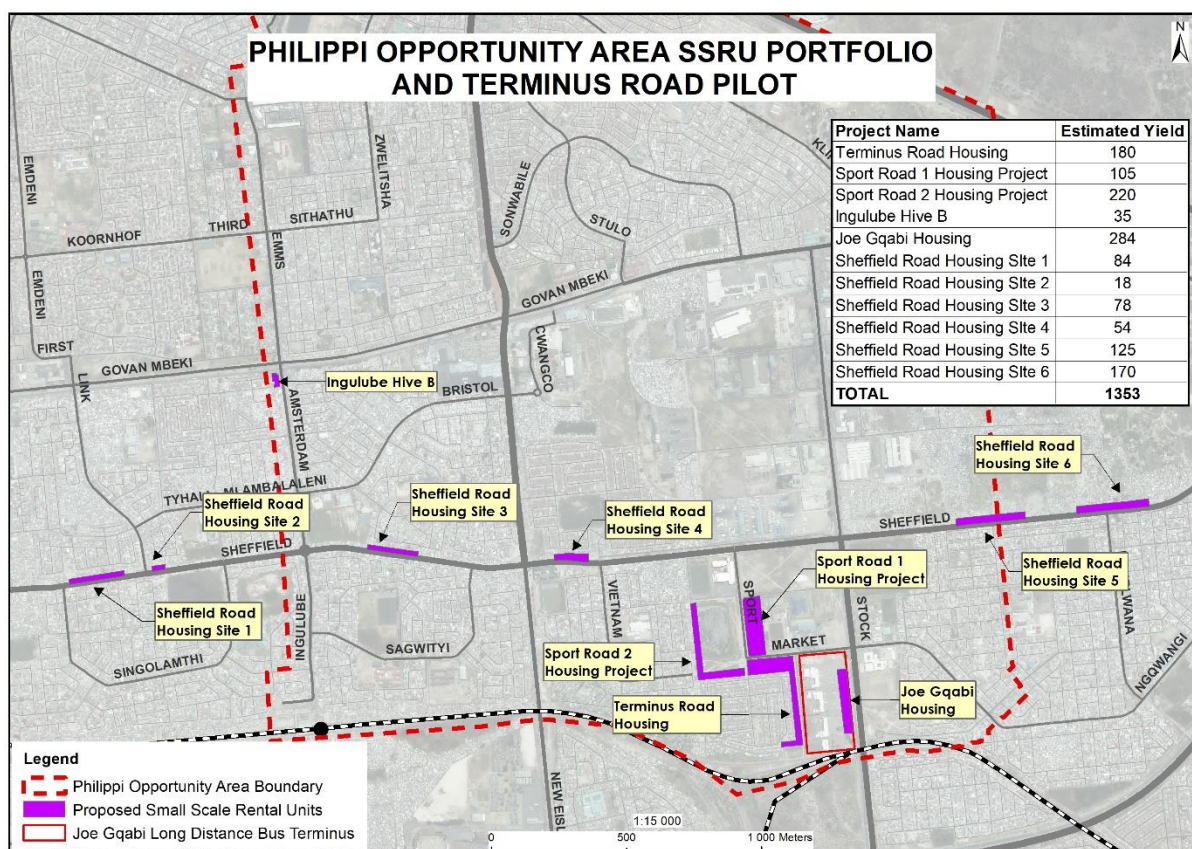 PHILIPPI OPPORTUNITY AREA SSRU PORTFOLIO
AND TERMINUS ROAD PILOT
N
Project Name Estimated Yield
Terminus Road Housing 180
Sport Road 1 Housing Project 105
Sport Road 2 Housing Project 220
Ingulube Hive B 35
Joe Gqabi Housing 284
Sheffield Road Housing SIte 1 84
Sheffield Road Housing SIte 2 18
Sheffield Road Housing SIte 3 78
Sheffield Road Housing SIte 4 54
Sheffield Road Housing SIte 5 125
Sheffield Road Housing SIte 6 170
TOTAL 1353
EMDENI
ZWELITSHA
SONWABILE
STULO
KOORNHOF
THIRD
SITHATHU
EMMS
EMDENI
GOVAN MBEKI
FIRST
LINK
GOVAN MBEKI
Ingulube Hive B
BRISTOL
CWANGCO
AMSTERDAM
Sheffield Road
Housing Site 2
Sheffield Road
Housing Site 3
Sheffield Road
Housing Site 4
Sheffield Road
Housing Site 6
SHEFFIELD
SHEFFIELD
Sheffield Road
Housing Site 1
Sport Road 1
Housing Project
Sheffield Road
Housing Site 5
INGULUBE
SINGOLAMTHI
SAGWITYI
VIETNAM
SPORT
MARKET
STOCK
NGQWANGI
Sport Road 2
Housing Project
Terminus Road
Housing
Joe Gqabi
Housing
Legend
Philippi Opportunity Area Boundary
Proposed Small Scale Rental Units
Joe Gqabi Long Distance Bus Terminus
1:15 000
0 500 1 000 Meters